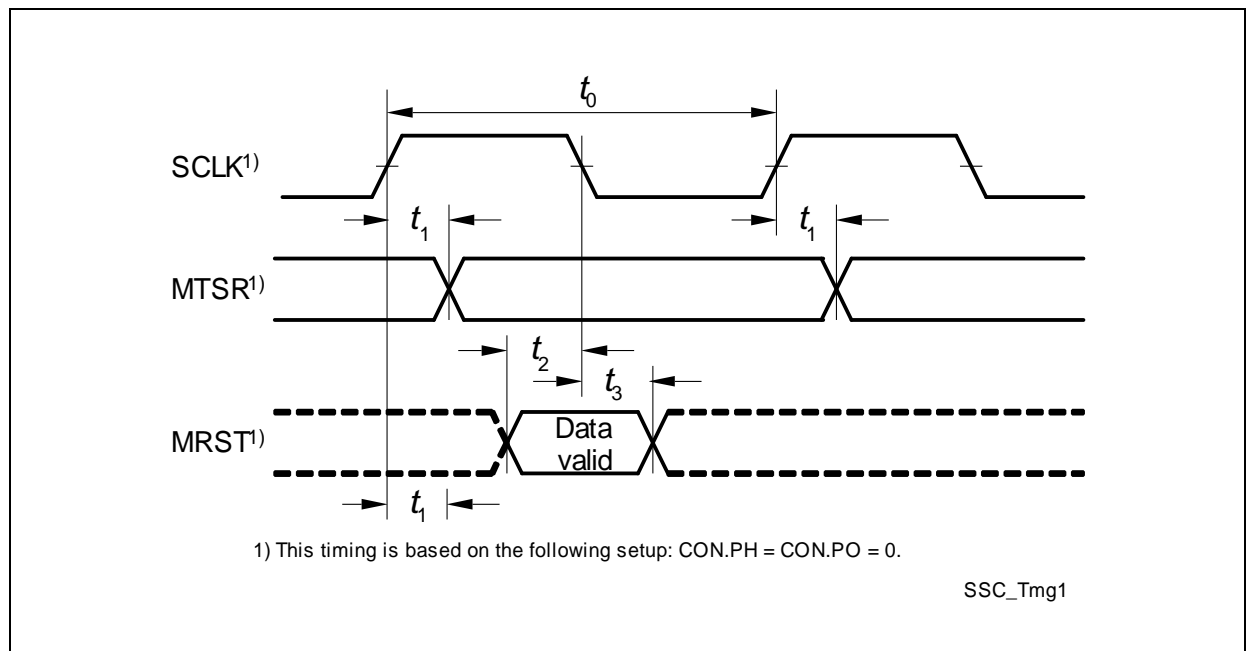 t0
SCLK1)
t1
t1
MTSR1)
t2
t3
MRST1)
Data
valid
t1
1) This timing is based on the following setup: CON.PH = CON.PO = 0.
SSC_Tmg1